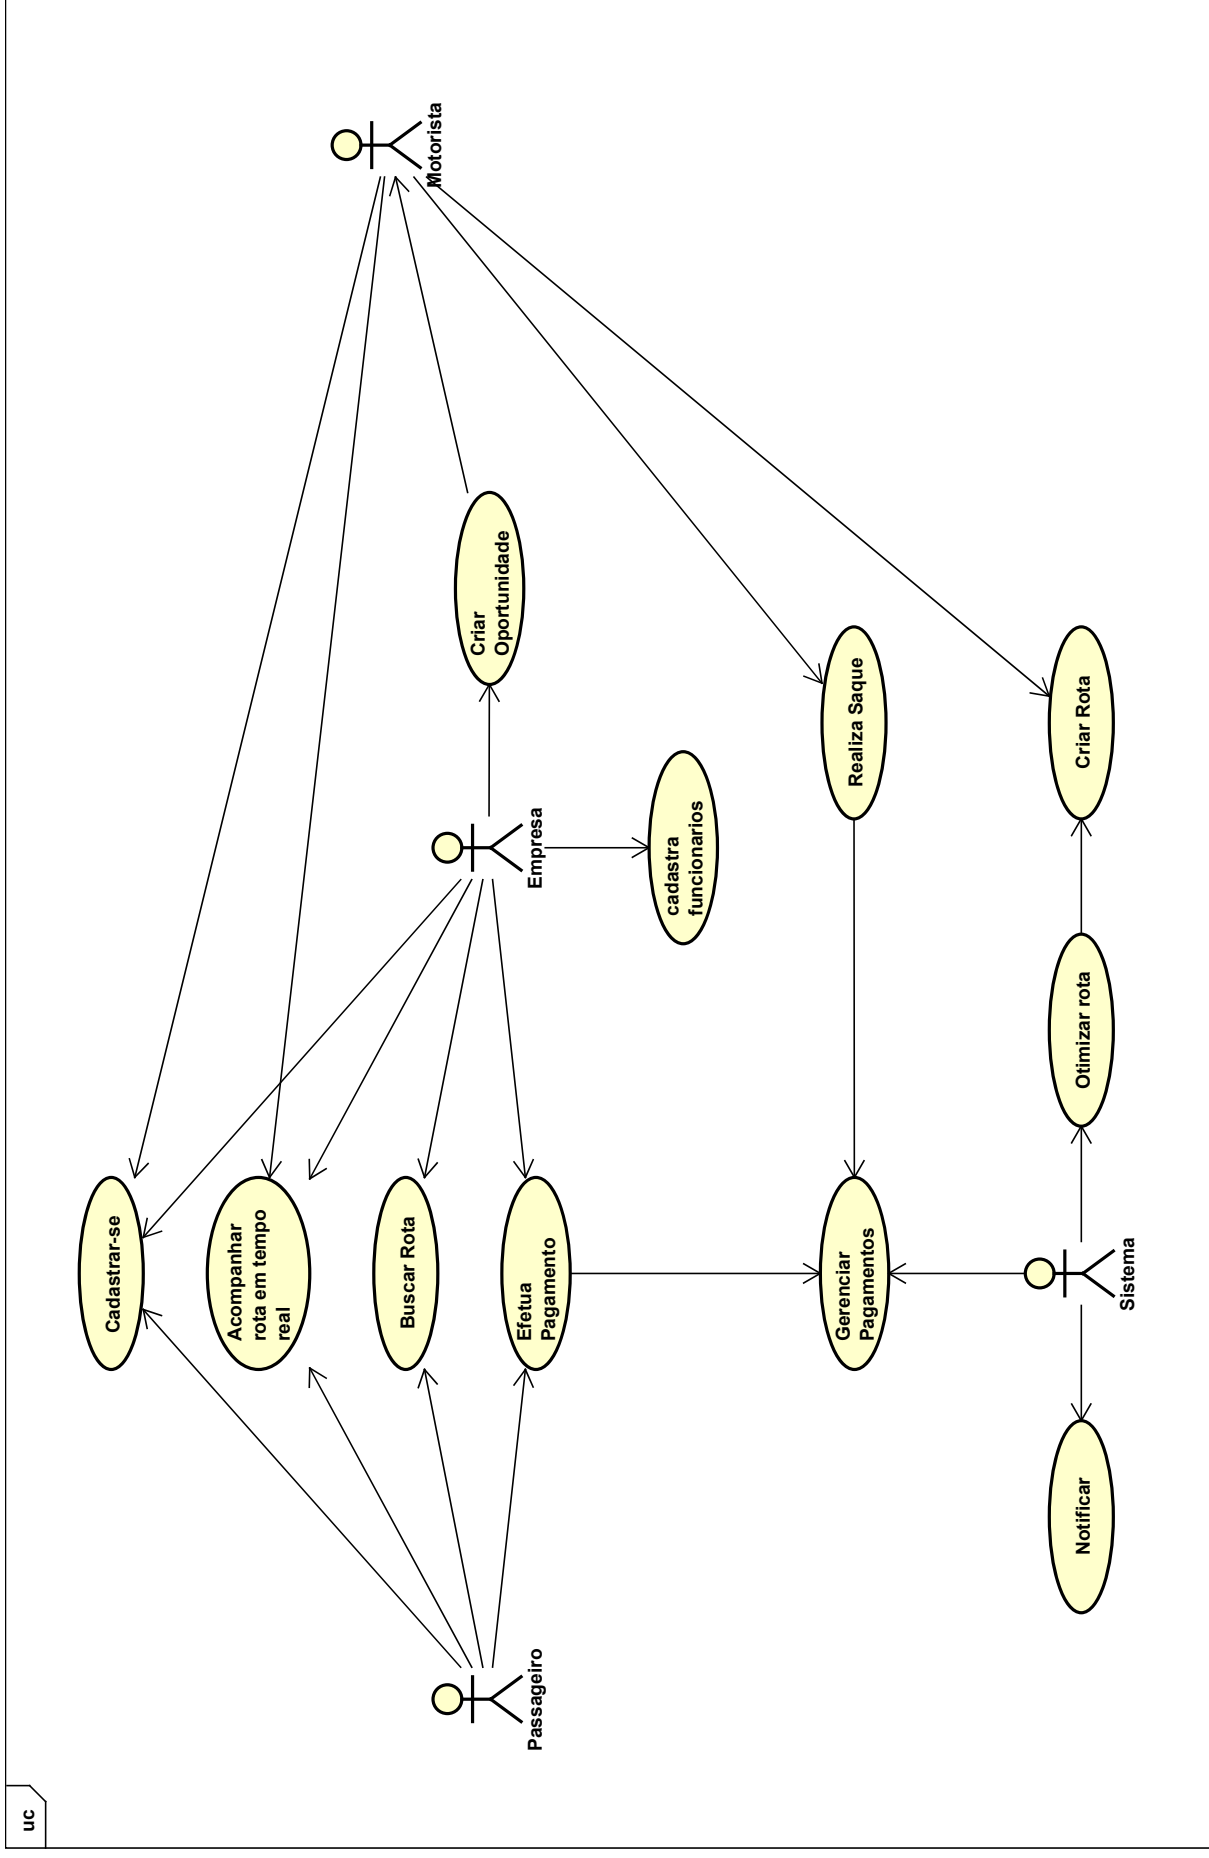 uc
Cadastrar-se
Acompanhar
rota em tempo
real
Motorista
Buscar Rota
Criar
Oportunidade
Efetua
Pagamento
Empresa
Passageiro
cadastra
funcionarios
Gerenciar
Pagamentos
Realiza Saque
Notificar
Sistema
Otimizar rota
Criar Rota